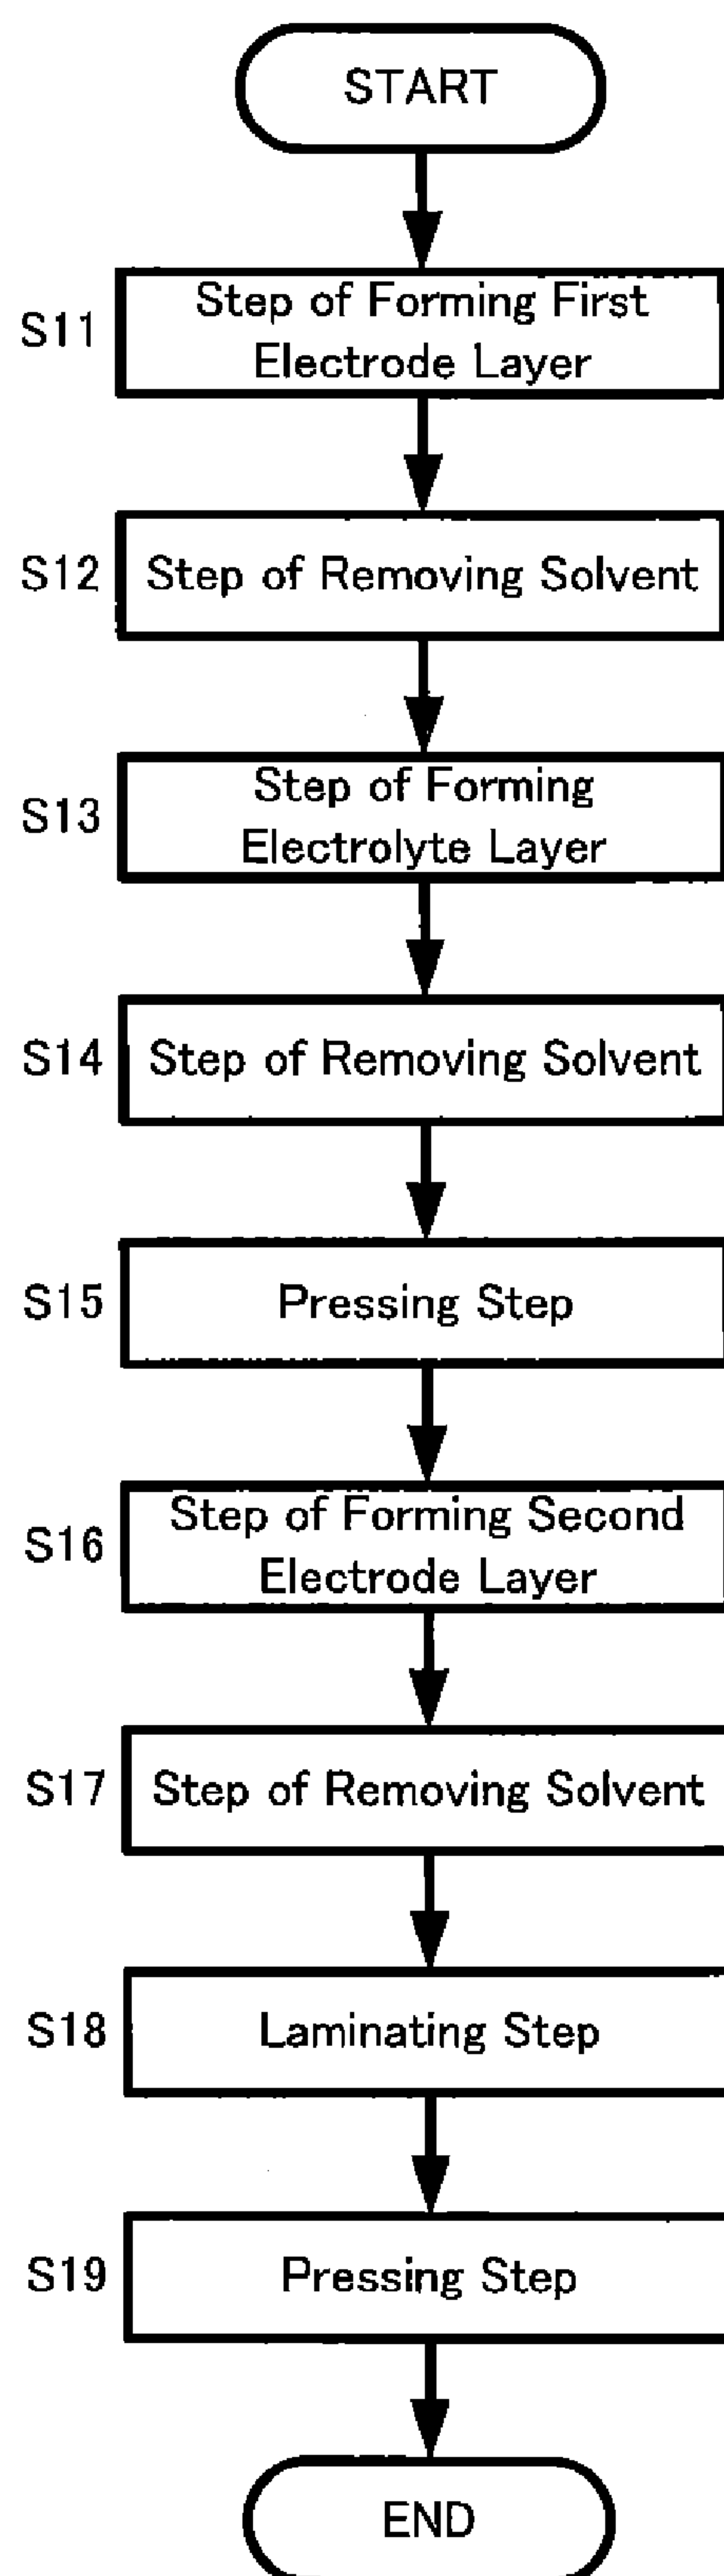 START
S11
Step of Forming First
Electrode Layer
S12
Step of Removing Solvent
S13
Step of Forming
Electrolyte Layer
S14
Step of Removing Solvent
S15
Pressing Step
S16
Step of Forming Second
Electrode Layer
S17
Step of Removing Solvent
S18
Laminating Step
S19
Pressing Step
END